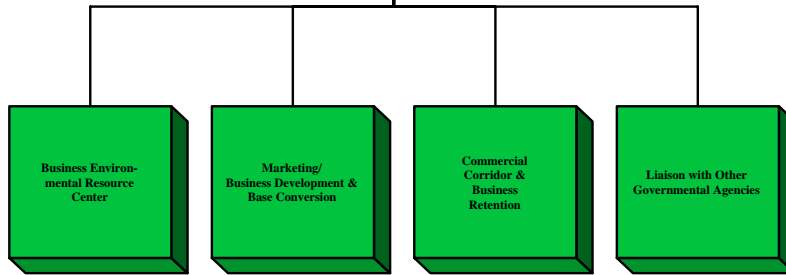 Business Environ-
mental Resource
Center
Marketing/
Business Development &
Base Conversion
Commercial
Corridor &
Business
Retention
Liaison with Other
Governmental Agencies